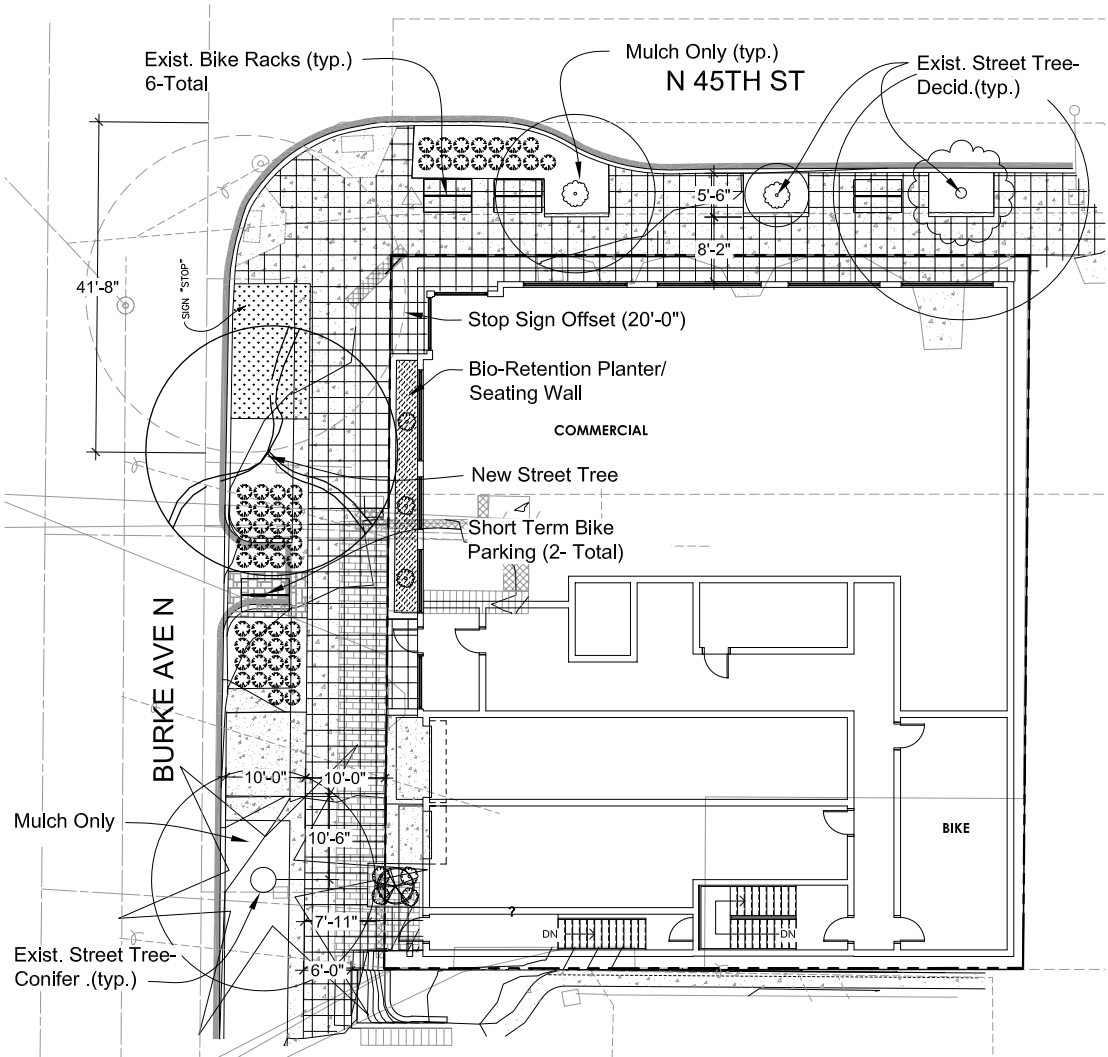 Exist. Bike Racks (typ.)
6-Total
Mulch Only (typ.)
N 45TH ST
Exist. Street Tree-
Decid.(typ.)
5'-6"
8'-2"
41'-8"
SIGN "STOP"
Stop Sign Offset (20'-0")
Bio-Retention Planter/
Seating Wall
COMMERCIAL
New Street Tree
Short Term Bike
Parking (2- Total)
BURKE AVE N
10'-0"
10'-0"
Mulch Only
10'-6"
BIKE
7'-11"
?
DN
DN
Exist. Street Tree-
Conifer .(typ.)
6'-0"